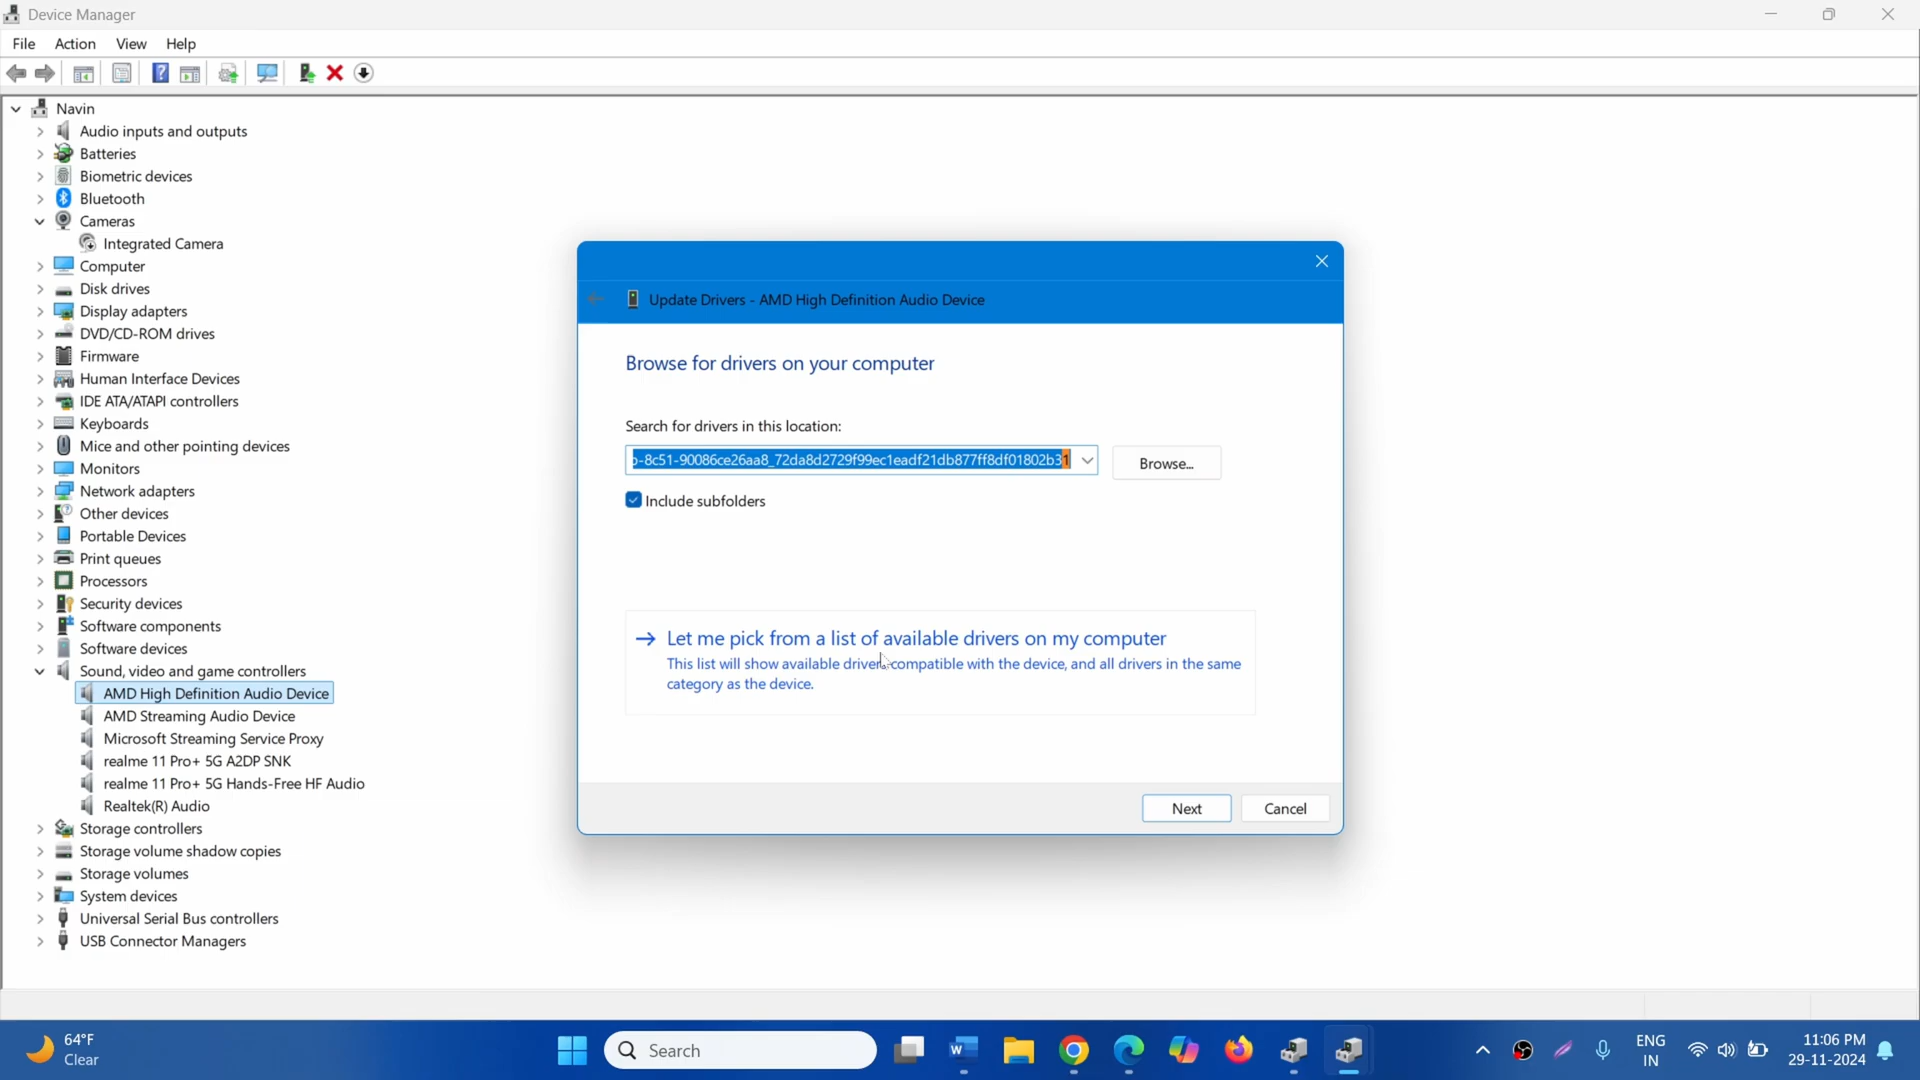 Device Manager
File Action View Help
Navin
Audio inputs and outputs
Batteries
Biometric devices
Bluetooth
Cameras
Integrated Camera
Computer
Disk drives
Display adapters
DVD/CD-ROM drives
Firmware
Human Interface Devices
IDE ATA/ATAPI controllers
Keyboards
Mice and other pointing devices
Monitors
Network adapters
Other devices
Portable Devices
Print queues
Processors
Security devices
Software components
Software devices
Sound, video and game controllers
AMD High Definition Audio Device
AMD Streaming Audio Device
Microsoft Streaming Service Proxy
realme 11 Pro+ 5G A2DP SNK
realme 11 Pro+ 5G Hands-Free HF Audio
Realtek(R) Audio
Storage controllers
Storage volume shadow copies
Storage volumes
System devices
Universal Serial Bus controllers
USB Connector Managers
Update Drivers - AMD High Definition Audio Device
Browse for drivers on your computer
Search for drivers in this location:
-8c51-90086ce26aa8_72da8d2729f99ec1eadf21db877ff8df01802b31
Browse...
Include subfolders
Let me pick from a list of available drivers on my computer
This list will show available drivers compatible with the device, and all drivers in the same
category as the device.
Next Cancel
64°F
Clear
Search
ENG
IN
11:06 PM
29-11-2024